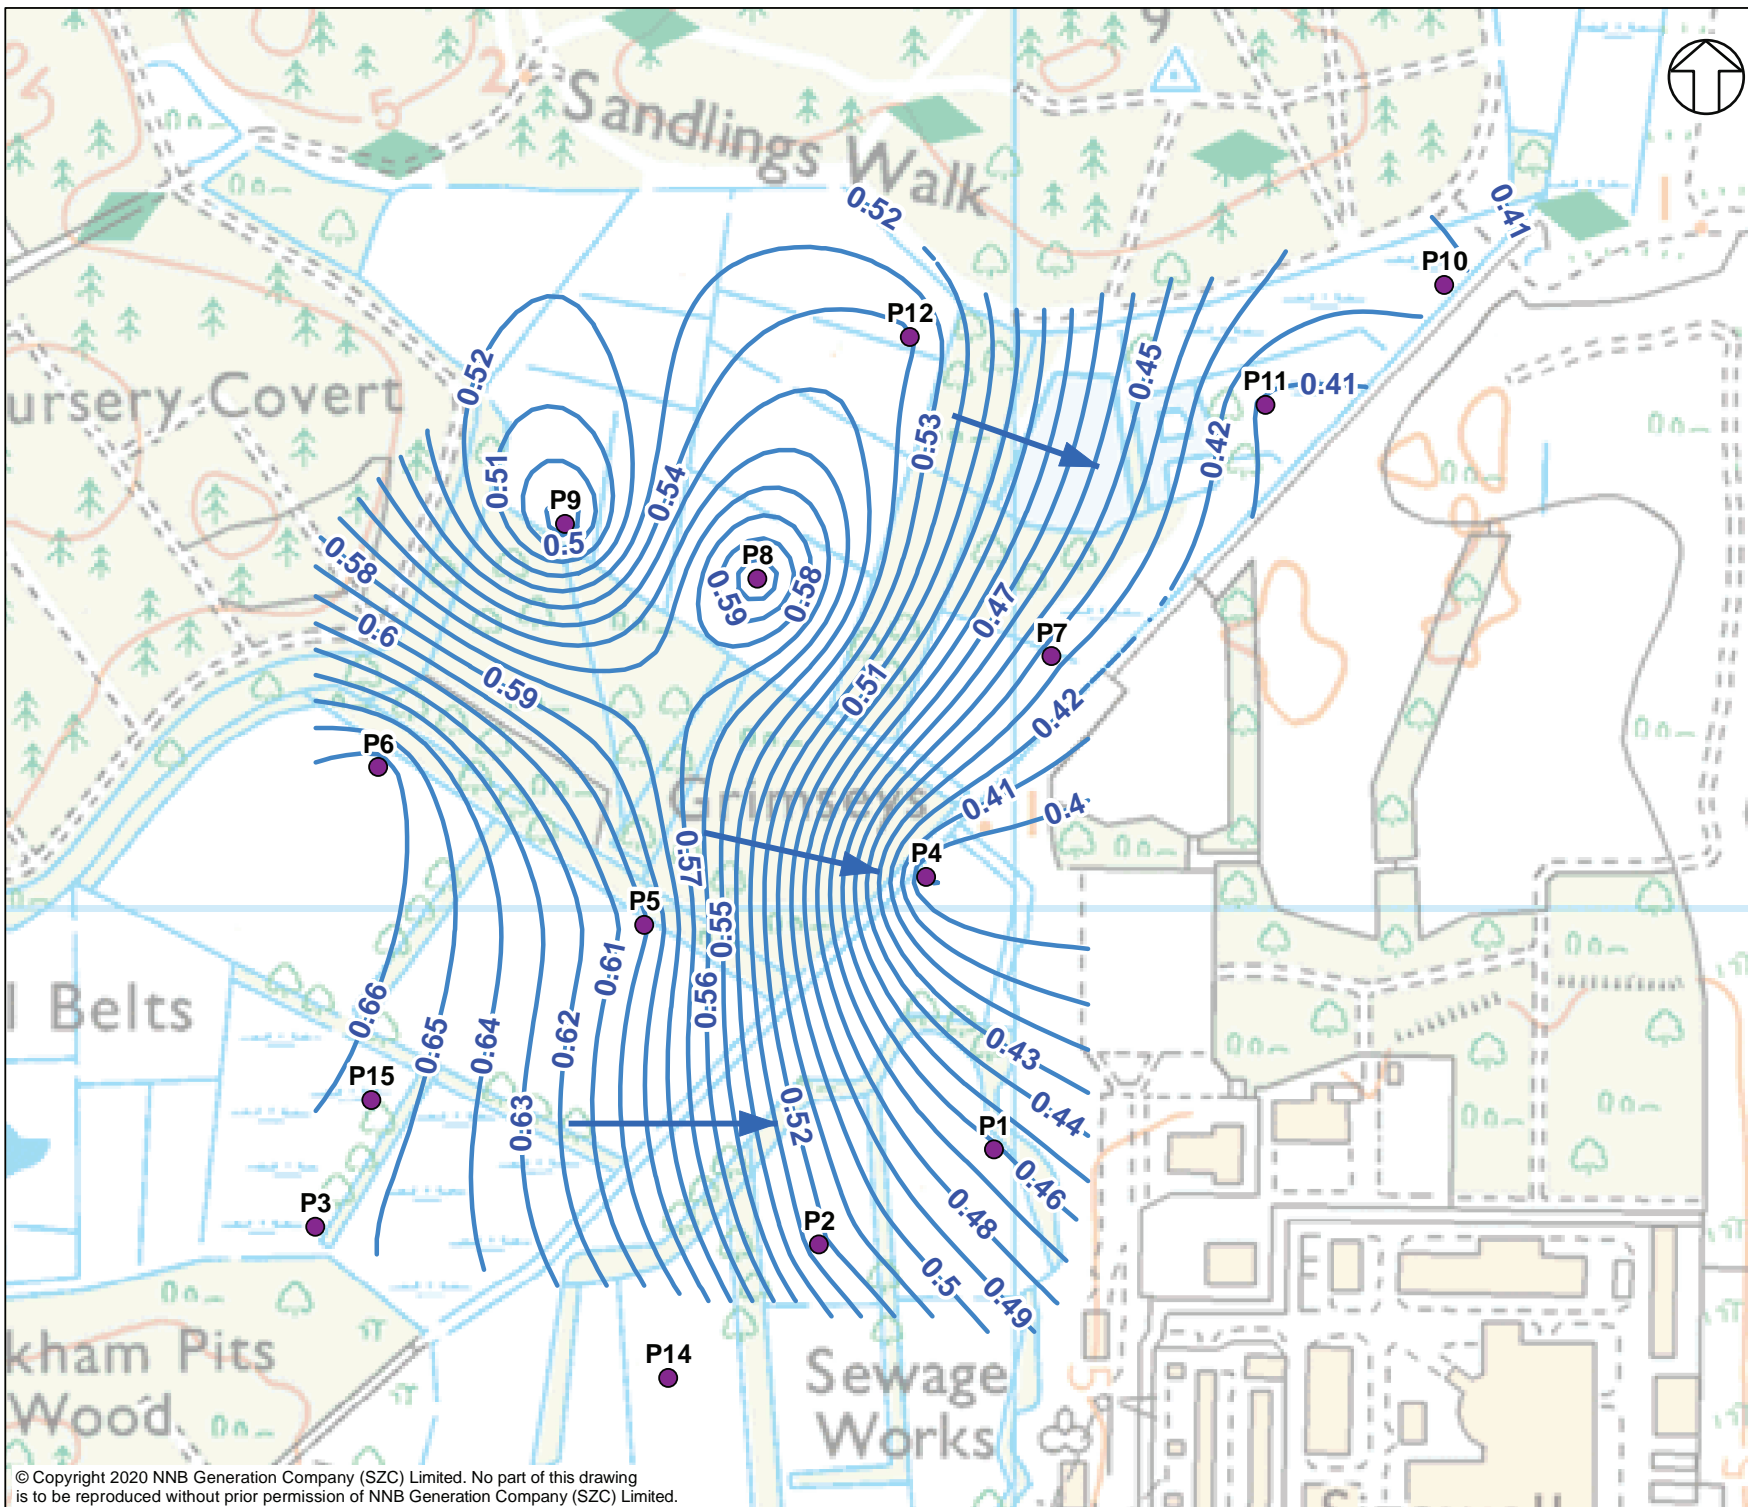 9
2
5
Sandlings Walk
0.52
0.41
P10
P12
0.52
0.45
P11
0.41
ursery Covert
0.53
0.42
0.51
0.54
P9
0.5
P8
0.58
0.59
0.58
0.6
0.47
P7
0.59
0.51
0.42
P6
Grimseys
0.41
0.4
0.57
P4
P5
0.55
0.61
l Belts
0.66
0.56
0.65
0.64
0.62
0.43
P15
0.63
0.52
0.44
P1
0.46
P3
P2
0.48
0.5
0.49
kham Pits
Wood
P14
Sewage
Works
5
© Copyright 2020 NNB Generation Company (SZC) Limited. No part of this drawing
is to be reproduced without prior permission of NNB Generation Company (SZC) Limited.